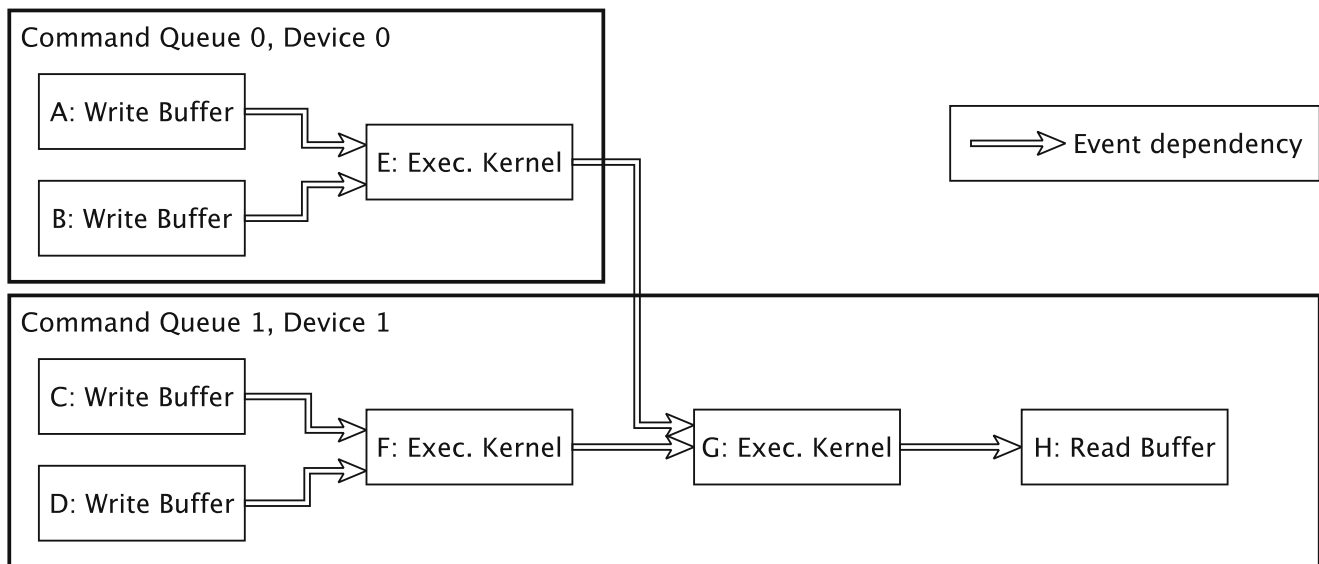 Command Queue 0, Device 0
A: Write Buffer
E: Exec. Kernel
B: Write Buffer
Event dependency
Command Queue 1, Device 1
C: Write Buffer
F: Exec. Kernel
G: Exec. Kernel
H: Read Buffer
D: Write Buffer